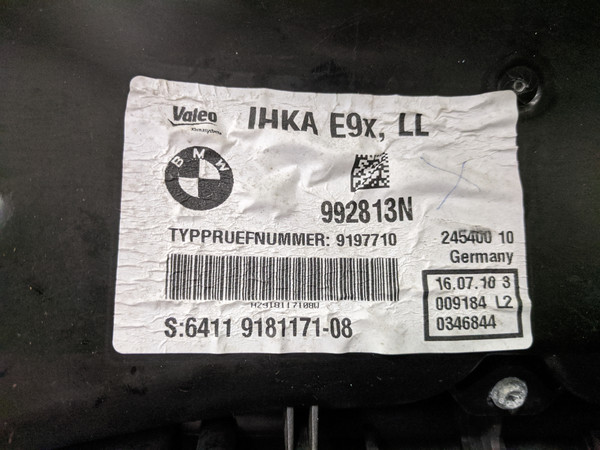 Valeo
IHKA E9x, LL
BMW
992813N
TYPPRUEFNUMMER: 9197710
245400 10
Germany
16.07.10 3
009184 L2
0346844
S:6411 9181171-08